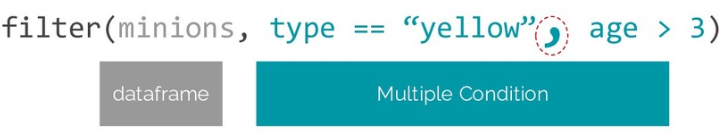 filter(minions, type == “yellow”, age > 3)
dataframe
Multiple Condition